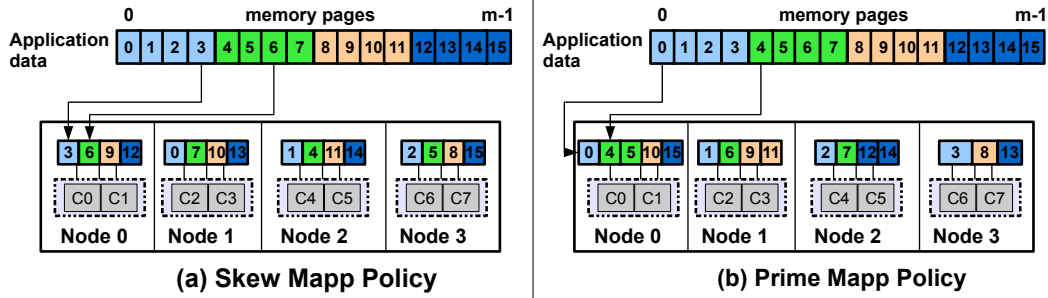 0 memory pages m-1
Application data 0 1 2 3 4 5 6 7 8 9 10 11 12 13 14 15
3 6 9 12 0 7 10 13 1 4 11 14 2 5 8 15
C0 C1 C2 C3 C4 C5 C6 C7
Node 0 Node 1 Node 2 Node 3
(a) Skew Mapp Policy
0 memory pages m-1
Application data 0 1 2 3 4 5 6 7 8 9 10 11 12 13 14 15
0 4 5 10 15 1 6 9 11 2 7 12 14 3 8 13
C0 C1 C2 C3 C4 C5 C6 C7
Node 0 Node 1 Node 2 Node 3
(b) Prime Mapp Policy